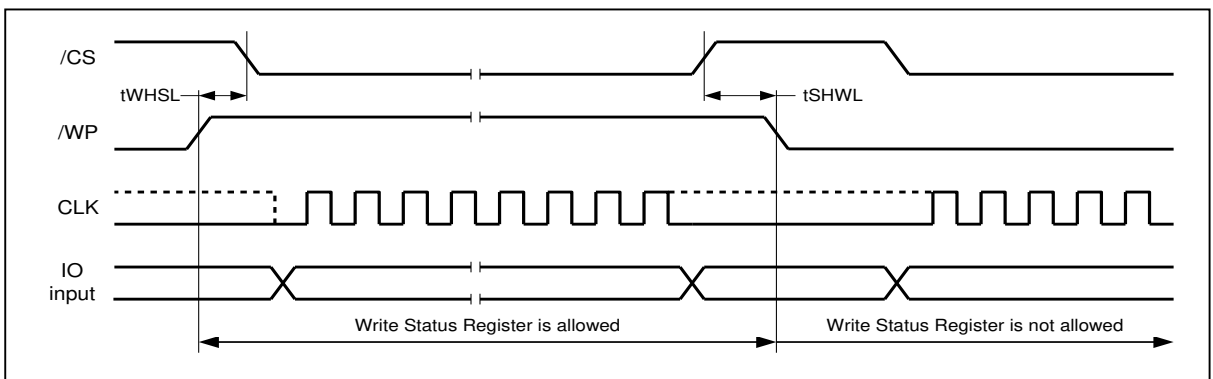 /CS
tWHSL
tSHWL
/WP
CLK
IO
input
Write Status Register is allowed
Write Status Register is not allowed